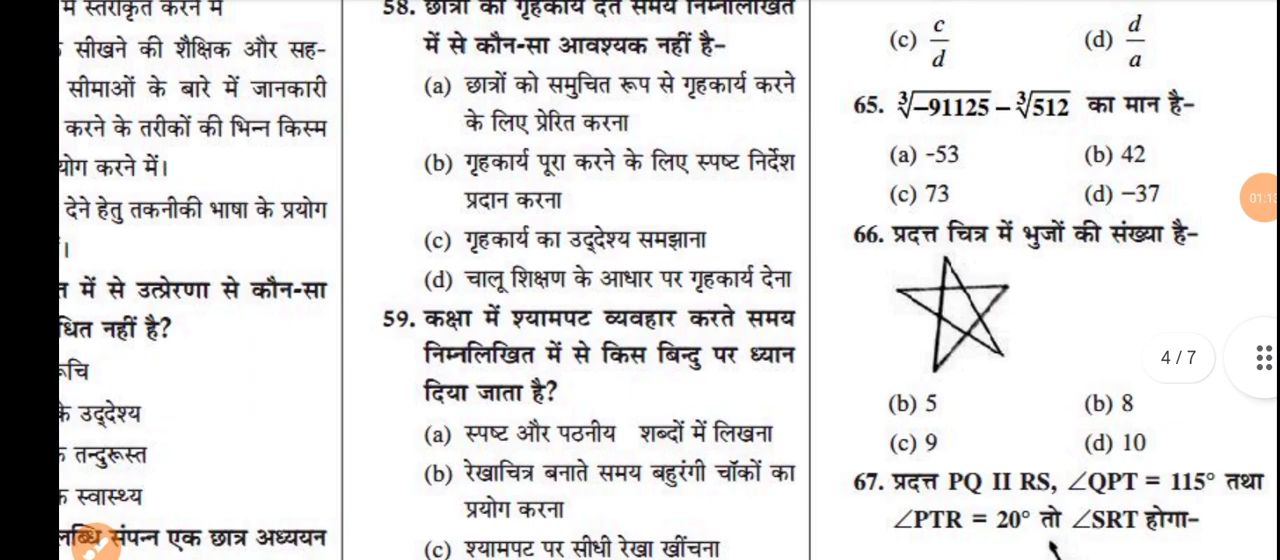 सीखने की शैक्षिक और सह-
सीमाओं के बारे में जानकारी
करने के तरीकों की भिन्न किस्म
योग करने में।
देने हेतु तकनीकी भाषा के प्रयोग
त में से उत्प्रेरणा से कौन-सा
धित नहीं है?
रूचि
के उद्देश्य
तन्दुरूस्त
स्वास्थ्य
लब्धि संपन्न एक छात्र अध्ययन
58. छात्रों को गृहकार्य देते समय निम्नलिखित
में से कौन-सा आवश्यक नहीं है-
(a) छात्रों को समुचित रूप से गृहकार्य करने
के लिए प्रेरित करना
(b) गृहकार्य पूरा करने के लिए स्पष्ट निर्देश
प्रदान करना
(c) गृहकार्य का उद्देश्य समझाना
(d) चालू शिक्षण के आधार पर गृहकार्य देना
59. कक्षा में श्यामपट व्यवहार करते समय
निम्नलिखित में से किस बिन्दु पर ध्यान
दिया जाता है?
(a) स्पष्ट और पठनीय शब्दों में लिखना
(b) रेखाचित्र बनाते समय बहुरंगी चॉकों का
प्रयोग करना
(c) श्यामपट पर सीधी रेखा खींचना
(c) c/d (d) d/a
65. ∛-91125 - ∛512 का मान है-
(a) -53 (b) 42
(c) 73 (d) -37
66. प्रदत्त चित्र में भुजों की संख्या है-
(b) 5 (b) 8
(c) 9 (d) 10
67. प्रदत्त PQ II RS, ∠QPT = 115° तथा
∠PTR = 20° तो ∠SRT होगा-
4 / 7